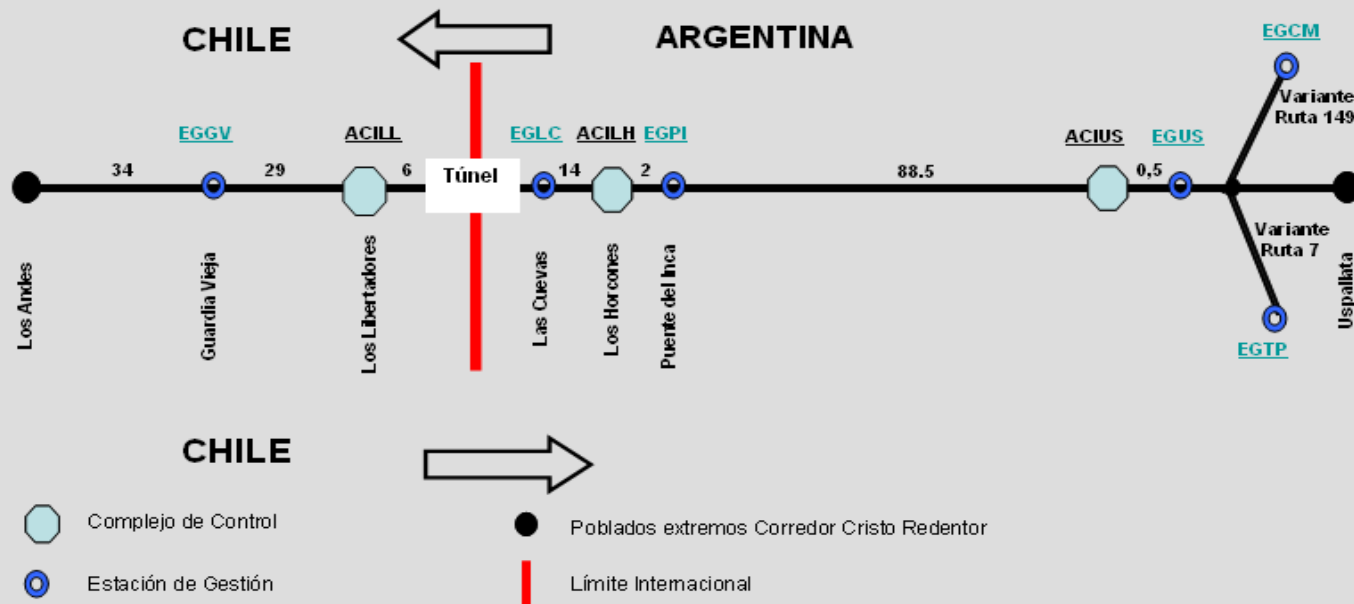 CHILE
ARGENTINA
EGCM
Variante
Ruta 149
EGGV
ACILL
EGLC
ACILH
EGPI
ACIUS
EGUS
34
29
6
Túnel
14
2
88.5
0,5
Variante
Ruta 7
Los Andes
Guardia Vieja
Los Libertadores
Las Cuevas
Los Horcones
Puente del Inca
Uspallata
EGTP
CHILE
Complejo de Control
Poblados extremos Corredor Cristo Redentor
Estación de Gestión
Límite Internacional